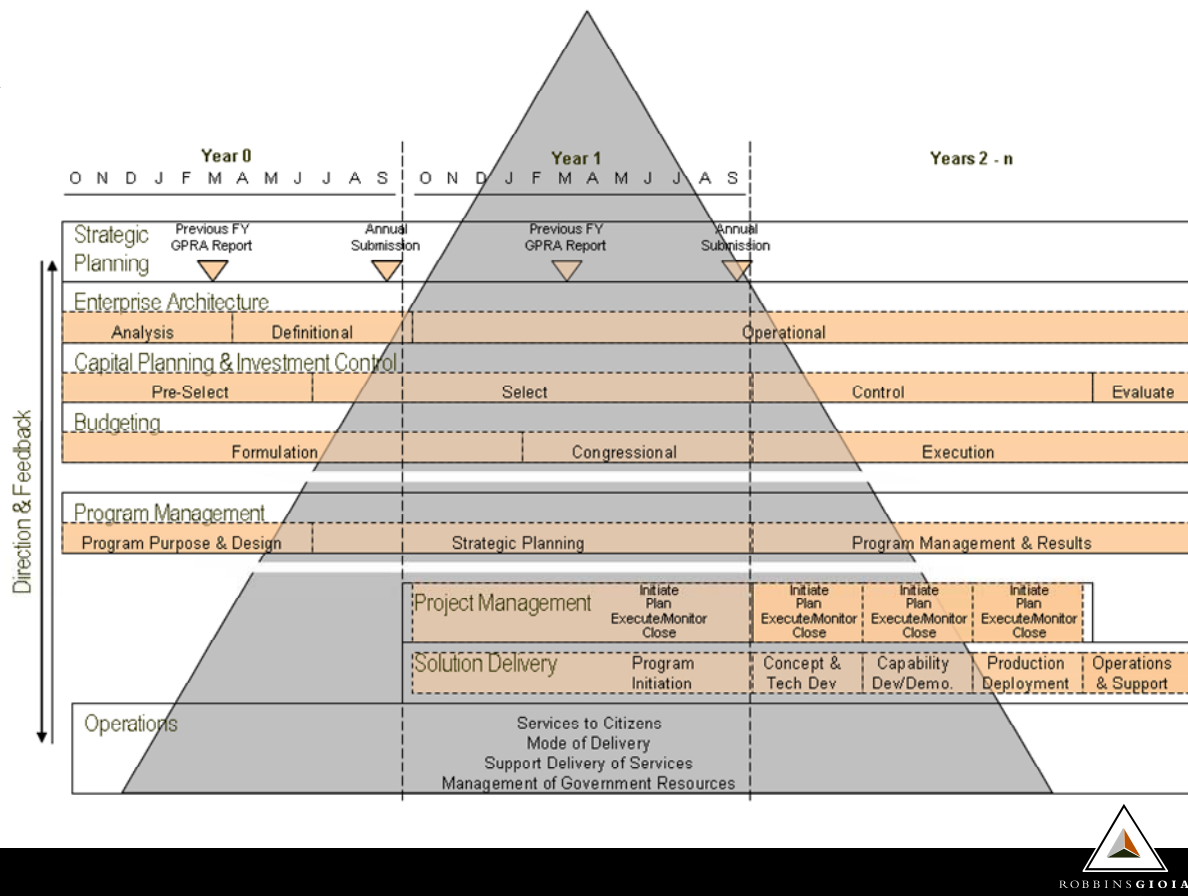 Year 0
Year 1
Years 2 - n
O N D J F M A M J J A S
O N D J F M A M J J A S
Strategic
Planning
Previous FY
GPRA Report
Annual
Submission
Previous FY
GPRA Report
Annual
Submission
Enterprise Architecture
Analysis
Definitional
Operational
Capital Planning & Investment Control
Pre-Select
Select
Control
Evaluate
Budgeting
Formulation
Congressional
Execution
Direction & Feedback
Program Management
Program Purpose & Design
Strategic Planning
Program Management & Results
Project Management
Initiate
Plan
Execute/Monitor
Close
Initiate
Plan
Execute/Monitor
Close
Initiate
Plan
Execute/Monitor
Close
Initiate
Plan
Execute/Monitor
Close
Solution Delivery
Program
Initiation
Concept &
Tech Dev
Capability
Dev/Demo.
Production
Deployment
Operations
& Support
Operations
Services to Citizens
Mode of Delivery
Support Delivery of Services
Management of Government Resources
ROBBINSGIOIA